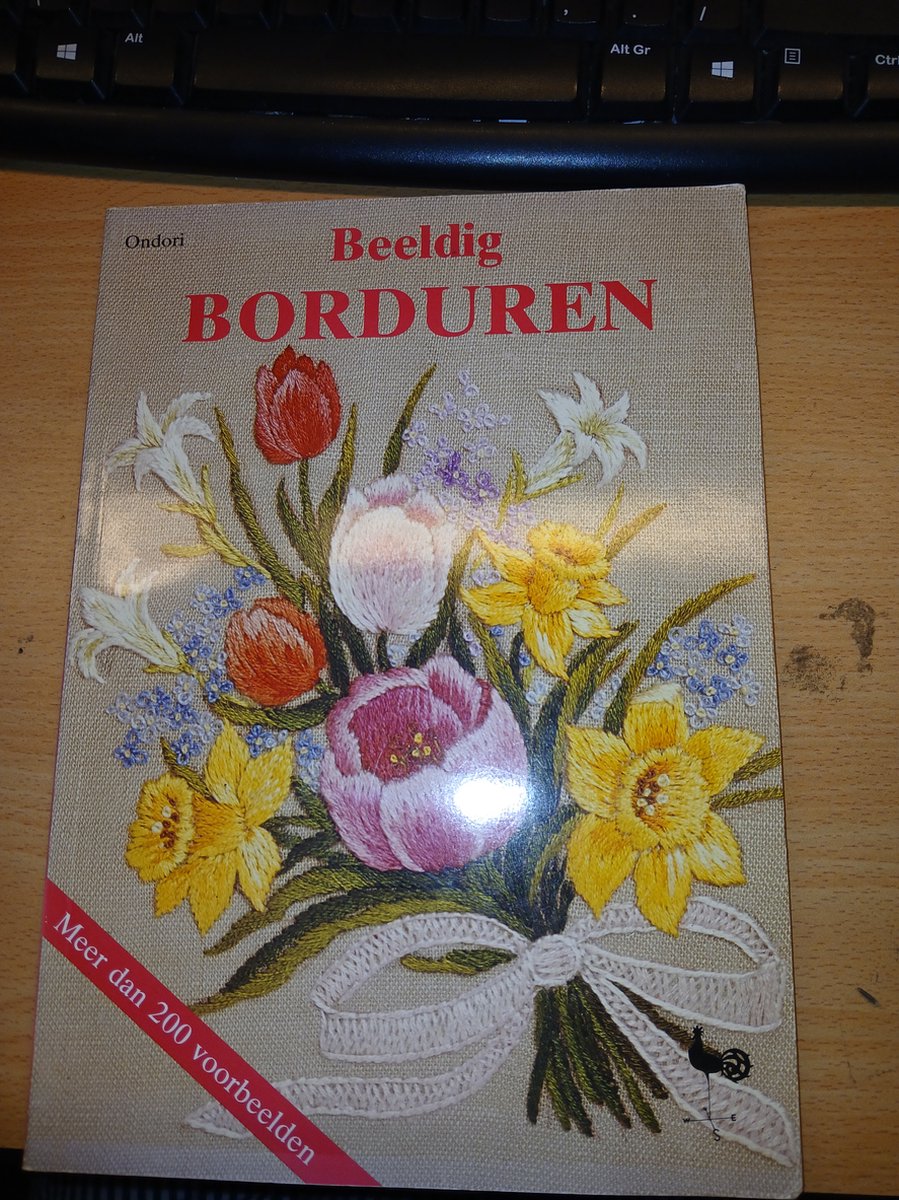 Alt
Alt Gr
Ctrl
Ondori
Beeldig
BORDUREN
Meer dan 200 voorbeelden
W E
S